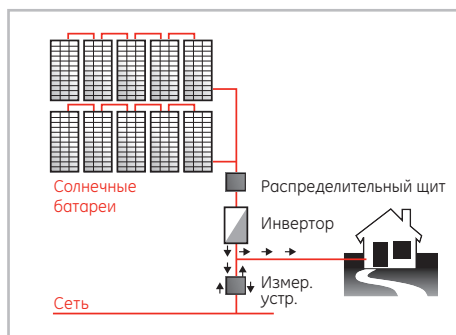 Солнечные
батареи
Распределительный щит
Инвертор
Измер.
устр.
Сеть